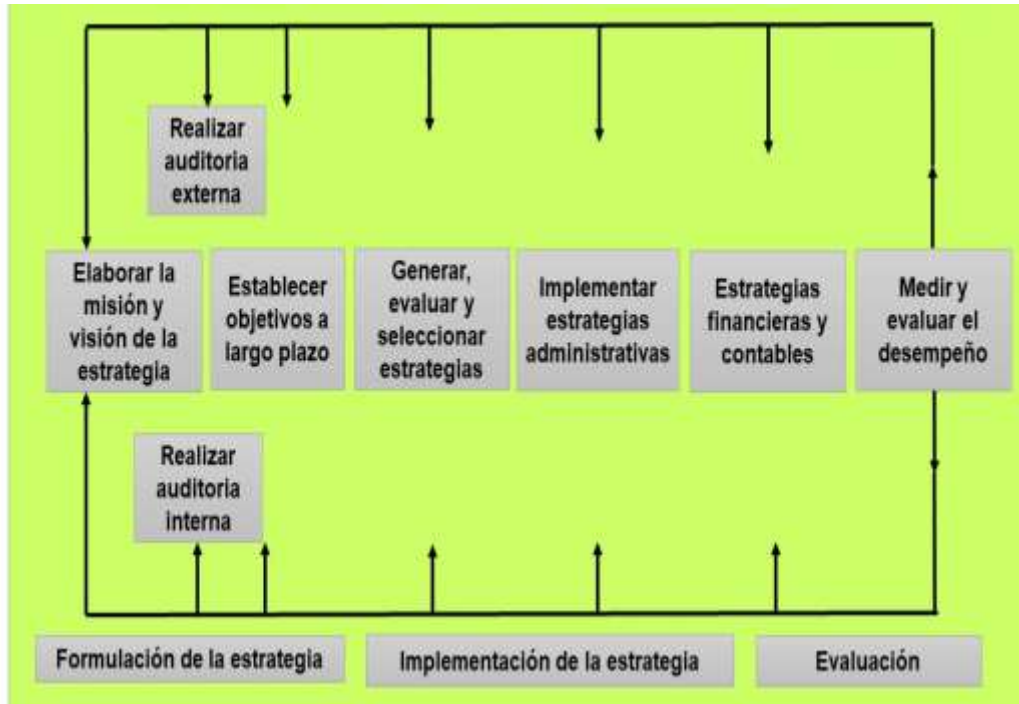 Realizar
auditoria
externa
Elaborar la
misión y
visión de la
estrategia
Establecer
objetivos a
largo plazo
Generar,
evaluar y
seleccionar
estrategias
Implementar
estrategias
administrativas
Estrategias
financieras y
contables
Medir y
evaluar el
desempeño
Realizar
auditoria
interna
Formulación de la estrategia
Implementación de la estrategia
Evaluación